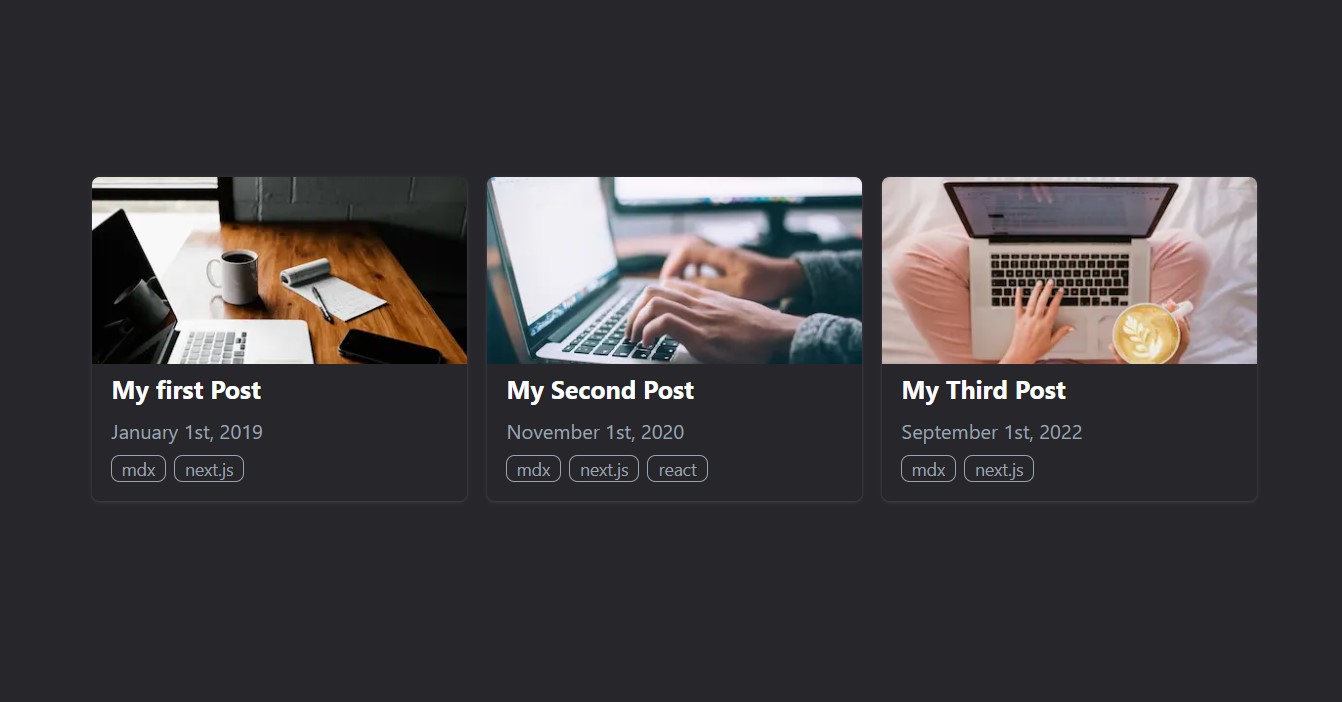 My first Post
January 1st, 2019
mdx next.js
My Second Post
November 1st, 2020
mdx next.js react
My Third Post
September 1st, 2022
mdx next.js